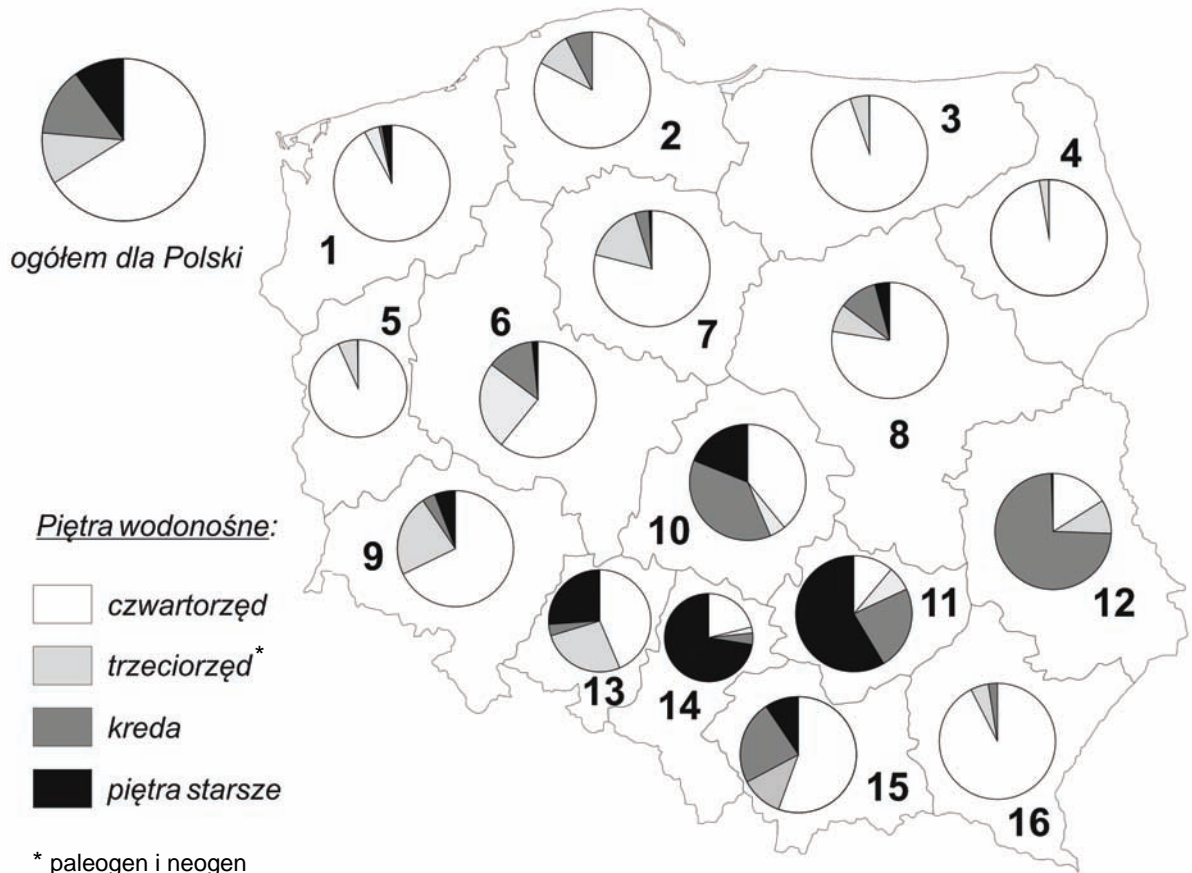 ogółem dla Polski
1
2
3
4
5
6
7
8
9
10
11
12
13
14
15
16
Piętra wodonośne:
czwartorzęd
trzeciorzęd*
kreda
piętra starsze
* paleogen i neogen